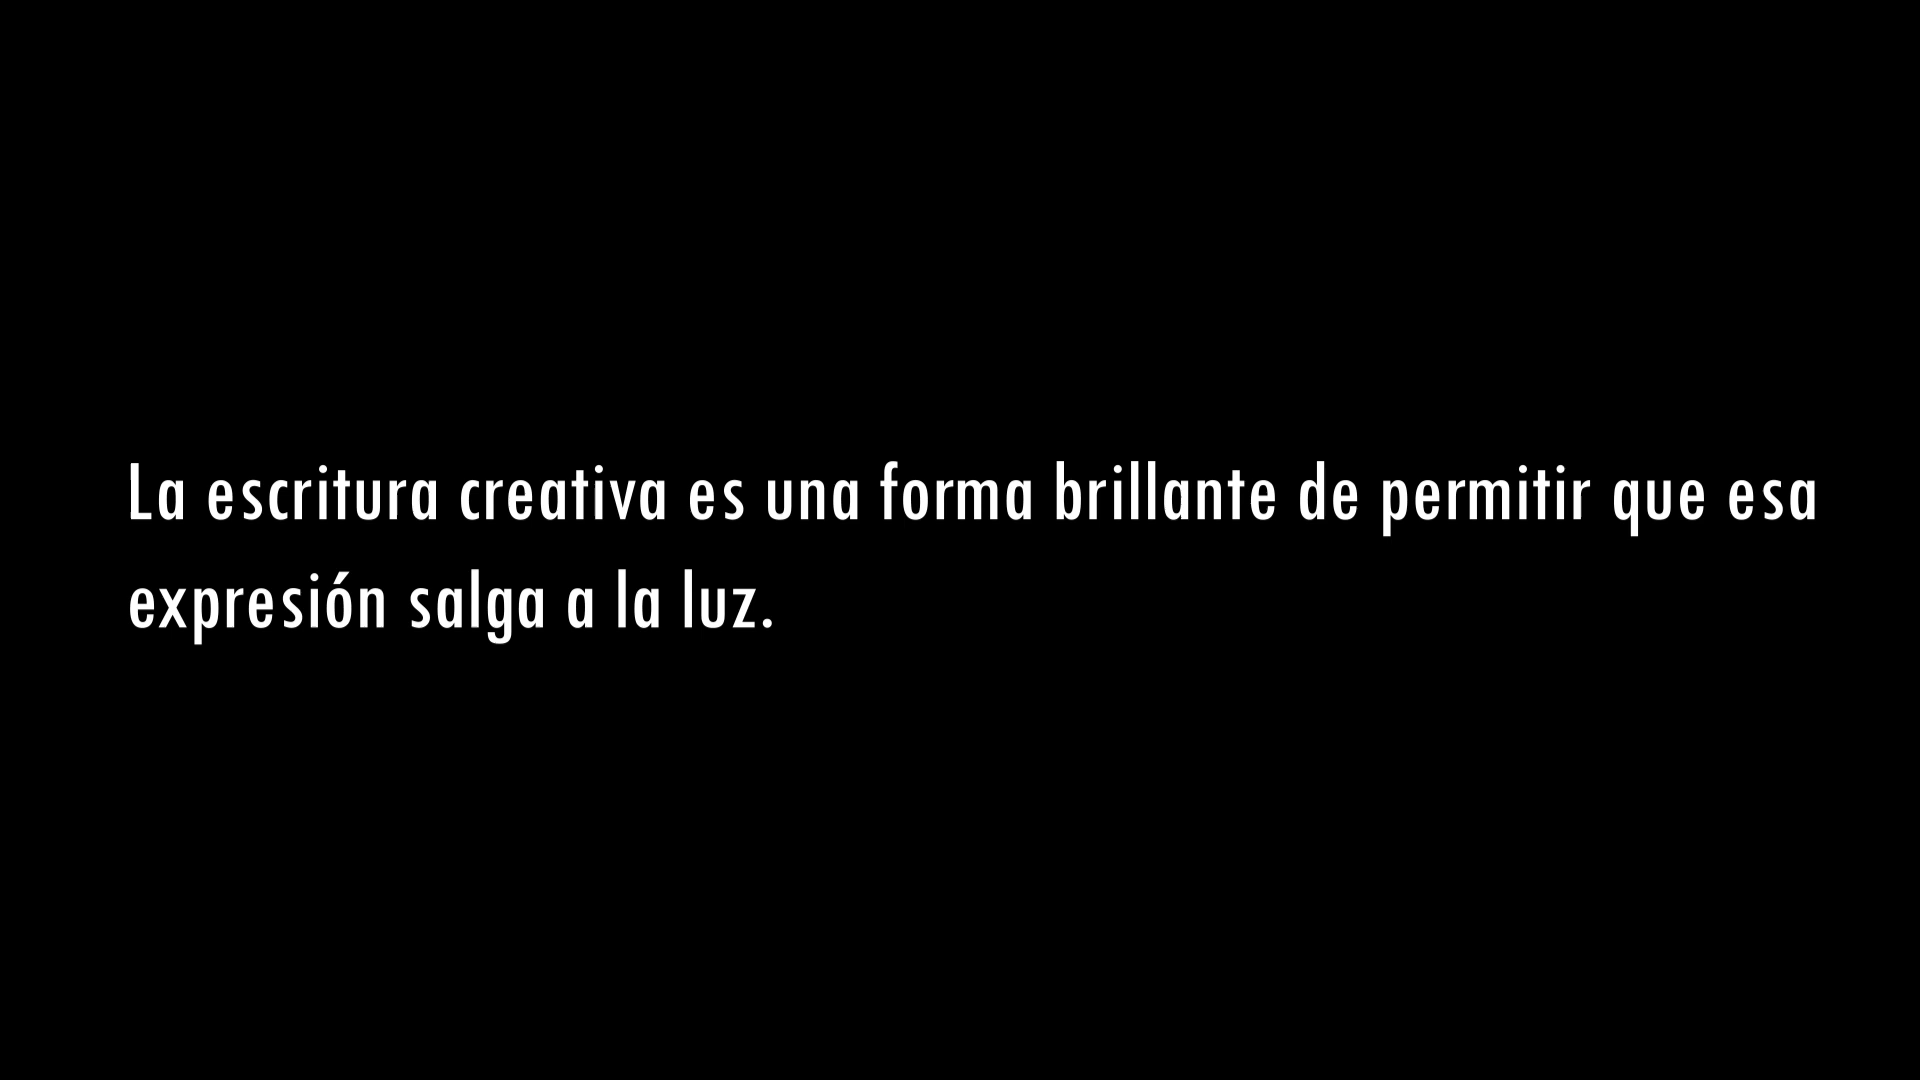 La escritura creativa es una forma brillante de permitir que esa
expresión salga a la luz.